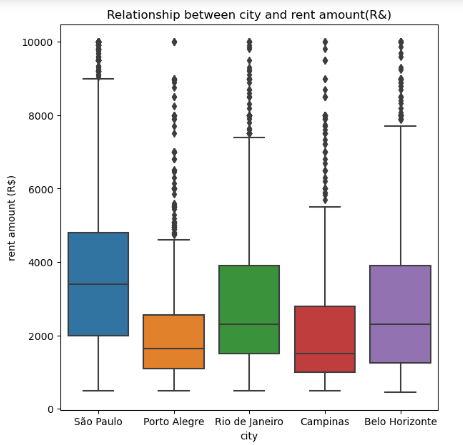 Relationship between city and rent amount(R&)
10000
8000
6000
4000
2000
0
rent amount (R$)
São Paulo Porto Alegre Rio de Janeiro Campinas Belo Horizonte
city